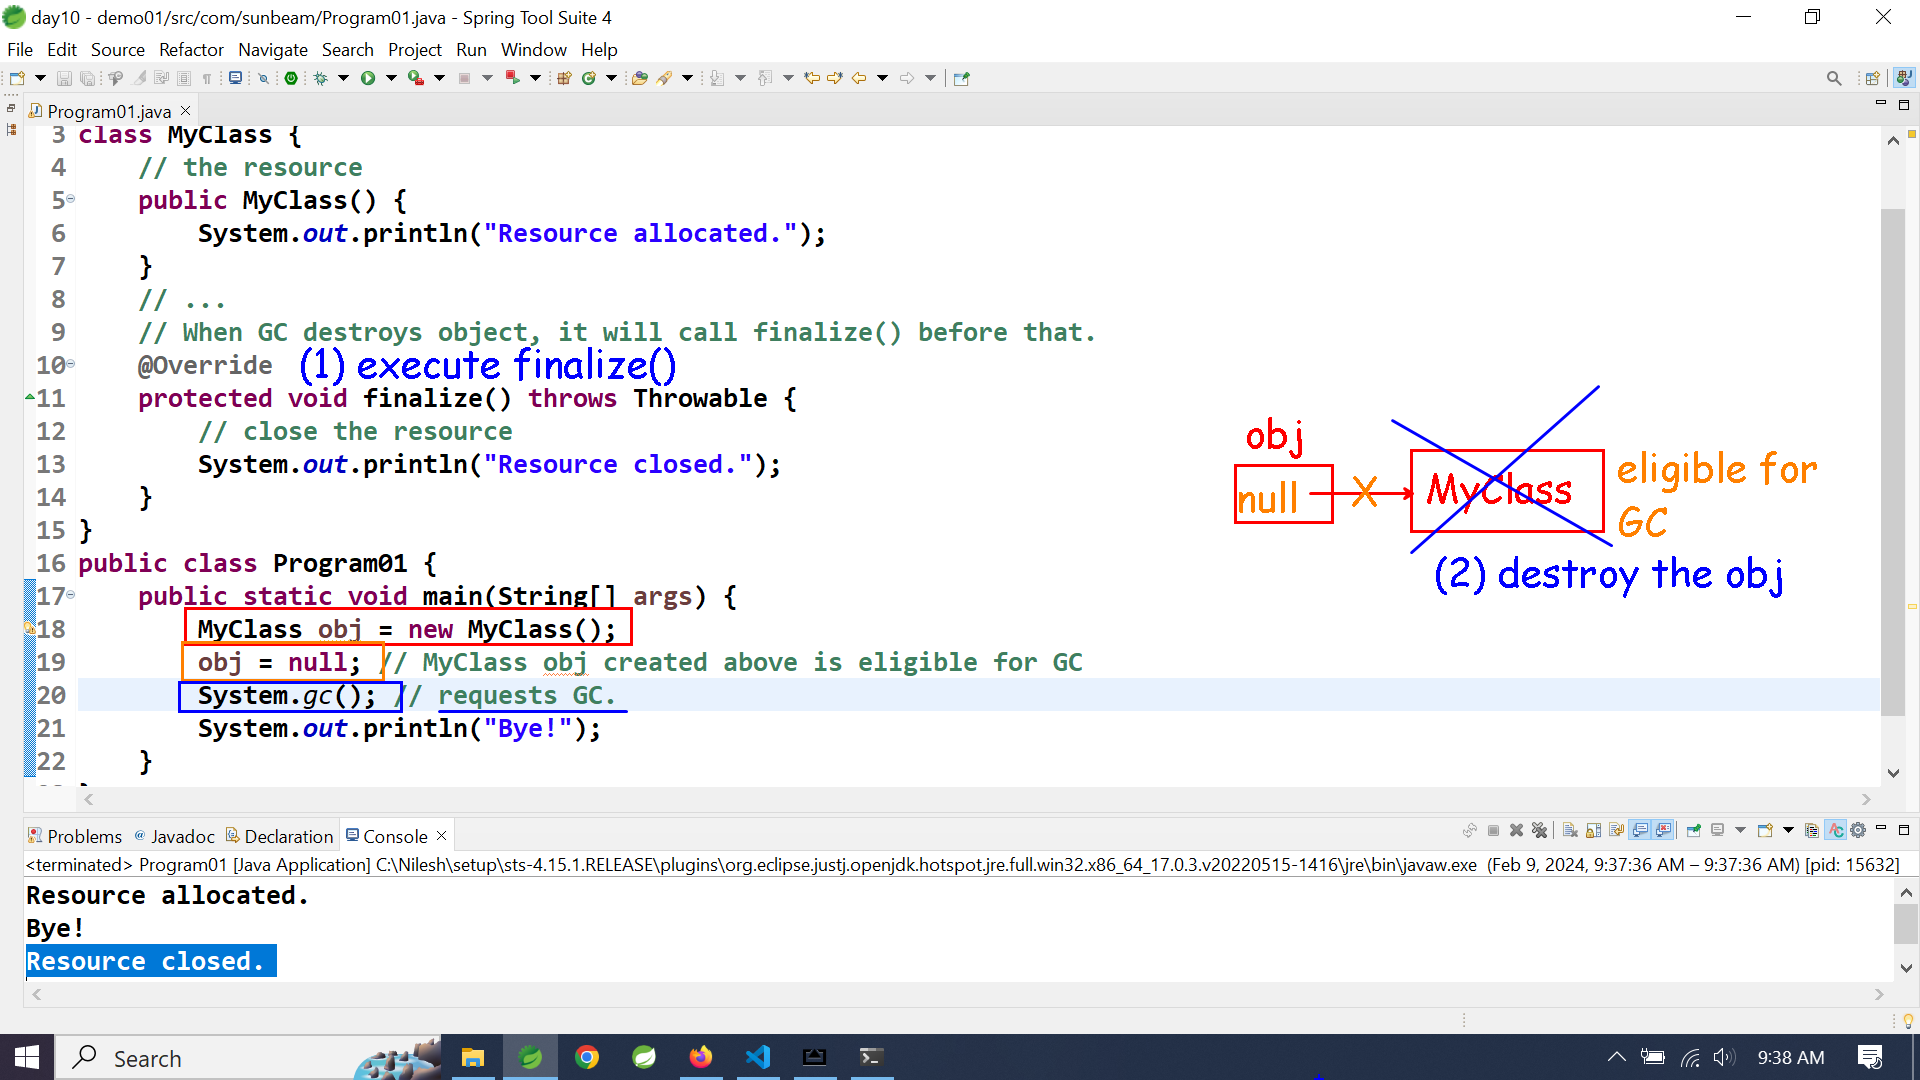 day10 - demo01/src/com/sunbeam/Program01.java - Spring Tool Suite 4
File Edit Source Refactor Navigate Search Project Run Window Help
Program01.java
3 class MyClass {
4 // the resource
5 public MyClass() {
6 System.out.println("Resource allocated.");
7 }
8 // ...
9 // When GC destroys object, it will call finalize() before that.
10 @Override (1) execute finalize()
11 protected void finalize() throws Throwable {
12 // close the resource
13 System.out.println("Resource closed.");
14 }
15 }
16 public class Program01 {
17 public static void main(String[] args) {
18 MyClass obj = new MyClass();
19 obj = null; // MyClass obj created above is eligible for GC
20 System.gc(); // requests GC.
21 System.out.println("Bye!");
22 }
obj
null
MyClass
eligible for
GC
(2) destroy the obj
Problems Javadoc Declaration Console
<terminated> Program01 [Java Application] C:\Nilesh\setup\sts-4.15.1.RELEASE\plugins\org.eclipse.justj.openjdk.hotspot.jre.full.win32.x86_64_17.0.3.v20220515-1416\jre\bin\javaw.exe (Feb 9, 2024, 9:37:36 AM – 9:37:36 AM) [pid: 15632]
Resource allocated.
Bye!
Resource closed.
Search
9:38 AM